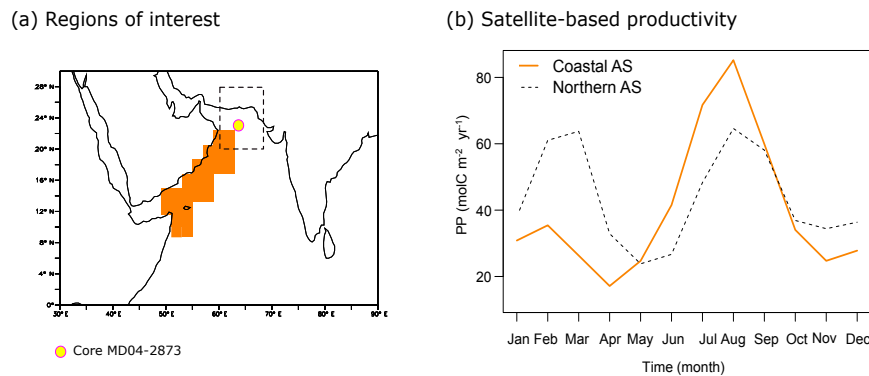 (a) Regions of interest
28° N
24° N
20° N
16° N
12° N
8° N
4° N
0°
30° E
40° E
50° E
60° E
70° E
80° E
90° E
Core MD04-2873
(b) Satellite-based productivity
Coastal AS
Northern AS
PP (molC m⁻² yr⁻¹)
80
60
40
20
Jan Feb Mar Apr May Jun Jul Aug Sep Oct Nov Dec
Time (month)